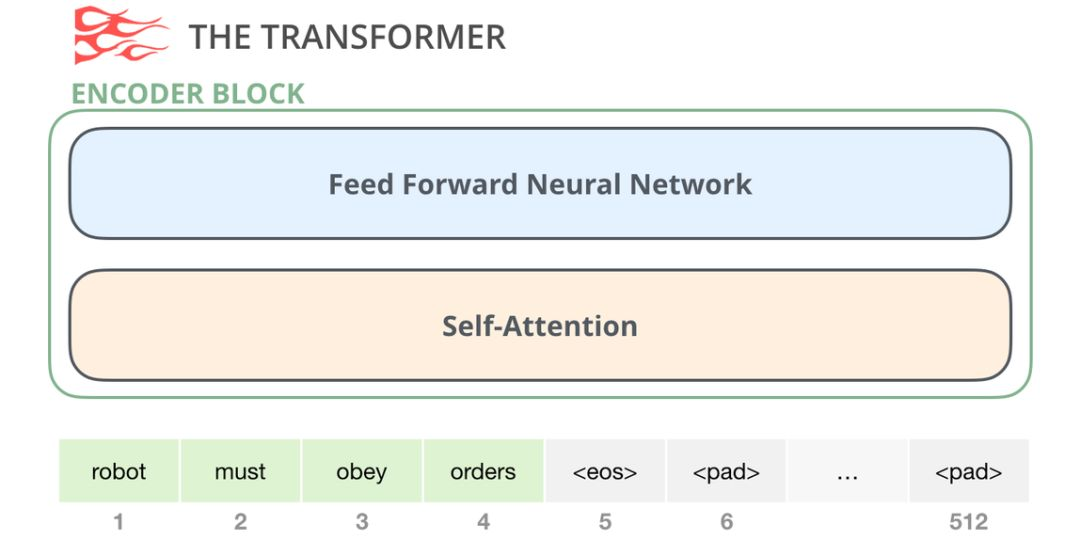 THE TRANSFORMER
ENCODER BLOCK
Feed Forward Neural Network
Self-Attention
robot must obey orders <eos> <pad> ... <pad>
1 2 3 4 5 6 512